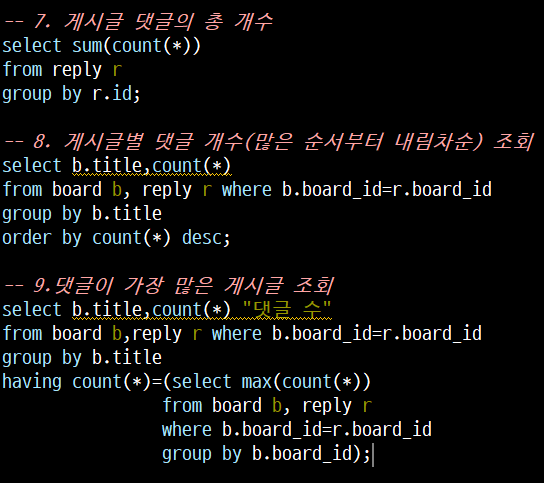 -- 7. 게시글 댓글의 총 개수
select sum(count(*))
from reply r
group by r.id;
-- 8. 게시글별 댓글 개수(많은 순서부터 내림차순) 조회
select b.title,count(*)
from board b, reply r where b.board_id=r.board_id
group by b.title
order by count(*) desc;
-- 9.댓글이 가장 많은 게시글 조회
select b.title,count(*) "댓글 수"
from board b,reply r where b.board_id=r.board_id
group by b.title
having count(*)=(select max(count(*))
from board b, reply r
where b.board_id=r.board_id
group by b.board_id);